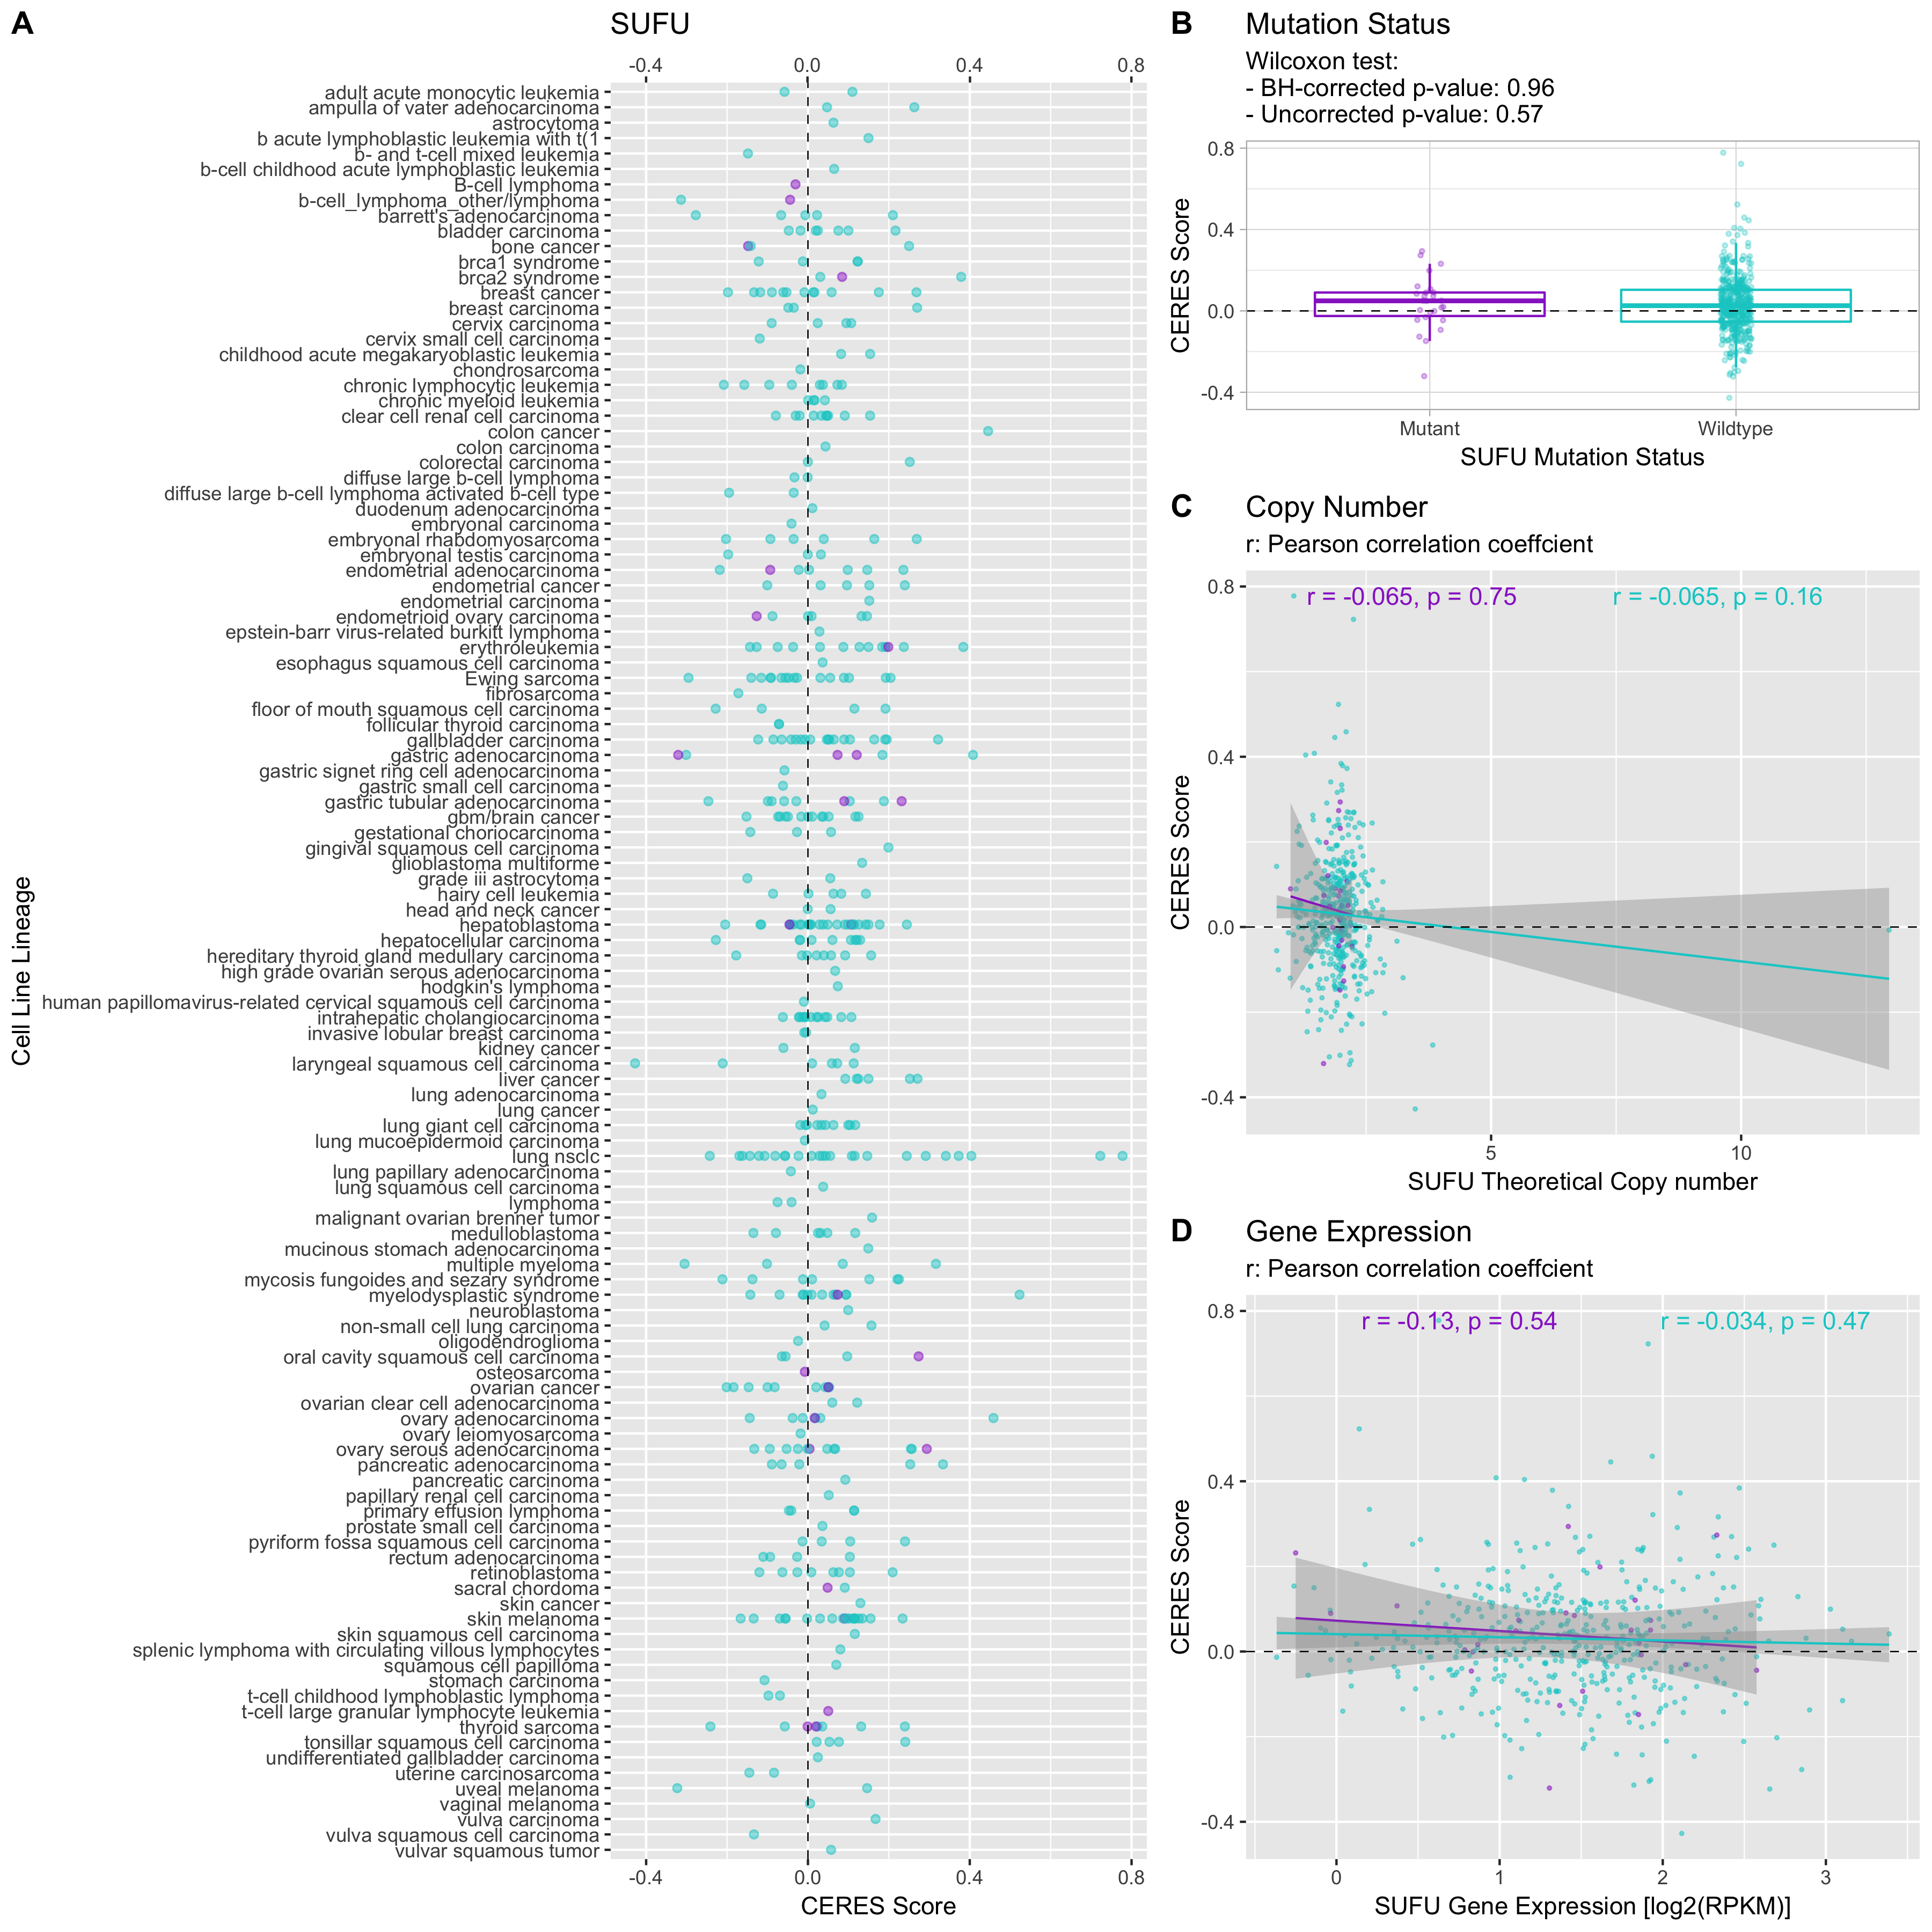 A
SUFU
-0.4 0.0 0.4 0.8
adult acute monocytic leukemia
ampulla of vater adenocarcinoma
astrocytoma
b acute lymphoblastic leukemia with t(1
b- and t-cell mixed leukemia
b-cell childhood acute lymphoblastic leukemia
B-cell lymphoma
b-cell_lymphoma_other/lymphoma
barrett's adenocarcinoma
bladder carcinoma
bone cancer
brca1 syndrome
brca2 syndrome
breast cancer
breast carcinoma
cervix carcinoma
cervix small cell carcinoma
childhood acute megakaryoblastic leukemia
chondrosarcoma
chronic lymphocytic leukemia
chronic myeloid leukemia
clear cell renal cell carcinoma
colon cancer
colon carcinoma
colorectal carcinoma
diffuse large b-cell lymphoma
diffuse large b-cell lymphoma activated b-cell type
duodenum adenocarcinoma
embryonal carcinoma
embryonal rhabdomyosarcoma
embryonal testis carcinoma
endometrial adenocarcinoma
endometrial cancer
endometrial carcinoma
endometrioid ovary carcinoma
epstein-barr virus-related burkitt lymphoma
erythroleukemia
esophagus squamous cell carcinoma
Ewing sarcoma
fibrosarcoma
floor of mouth squamous cell carcinoma
follicular thyroid carcinoma
gallbladder carcinoma
gastric adenocarcinoma
gastric signet ring cell adenocarcinoma
gastric small cell carcinoma
gastric tubular adenocarcinoma
gbm/brain cancer
gestational choriocarcinoma
gingival squamous cell carcinoma
glioblastoma multiforme
grade iii astrocytoma
hairy cell leukemia
head and neck cancer
hepatoblastoma
hepatocellular carcinoma
hereditary thyroid gland medullary carcinoma
high grade ovarian serous adenocarcinoma
hodgkin's lymphoma
human papillomavirus-related cervical squamous cell carcinoma
intrahepatic cholangiocarcinoma
invasive lobular breast carcinoma
kidney cancer
laryngeal squamous cell carcinoma
liver cancer
lung adenocarcinoma
lung cancer
lung giant cell carcinoma
lung mucoepidermoid carcinoma
lung nsclc
lung papillary adenocarcinoma
lung squamous cell carcinoma
lymphoma
malignant ovarian brenner tumor
medulloblastoma
mucinous stomach adenocarcinoma
multiple myeloma
mycosis fungoides and sezary syndrome
myelodysplastic syndrome
neuroblastoma
non-small cell lung carcinoma
oligodendroglioma
oral cavity squamous cell carcinoma
osteosarcoma
ovarian cancer
ovarian clear cell adenocarcinoma
ovary adenocarcinoma
ovary leiomyosarcoma
ovary serous adenocarcinoma
pancreatic adenocarcinoma
pancreatic carcinoma
papillary renal cell carcinoma
primary effusion lymphoma
prostate small cell carcinoma
pyriform fossa squamous cell carcinoma
rectum adenocarcinoma
retinoblastoma
sacral chordoma
skin cancer
skin melanoma
skin squamous cell carcinoma
splenic lymphoma with circulating villous lymphocytes
squamous cell papilloma
stomach carcinoma
t-cell childhood lymphoblastic lymphoma
t-cell large granular lymphocyte leukemia
thyroid sarcoma
tonsillar squamous cell carcinoma
undifferentiated gallbladder carcinoma
uterine carcinosarcoma
uveal melanoma
vaginal melanoma
vulva carcinoma
vulva squamous cell carcinoma
vulvar squamous tumor
-0.4 0.0 0.4 0.8
CERES Score
Cell Line Lineage
B
Mutation Status
Wilcoxon test:
- BH-corrected p-value: 0.96
- Uncorrected p-value: 0.57
0.8
0.4
0.0
-0.4
CERES Score
Mutant Wildtype
SUFU Mutation Status
C
Copy Number
r: Pearson correlation coeffcient
r = -0.065, p = 0.75 r = -0.065, p = 0.16
0.8
0.4
0.0
-0.4
CERES Score
5 10
SUFU Theoretical Copy number
D
Gene Expression
r: Pearson correlation coeffcient
r = -0.13, p = 0.54 r = -0.034, p = 0.47
0.8
0.4
0.0
-0.4
CERES Score
0 1 2 3
SUFU Gene Expression [log2(RPKM)]